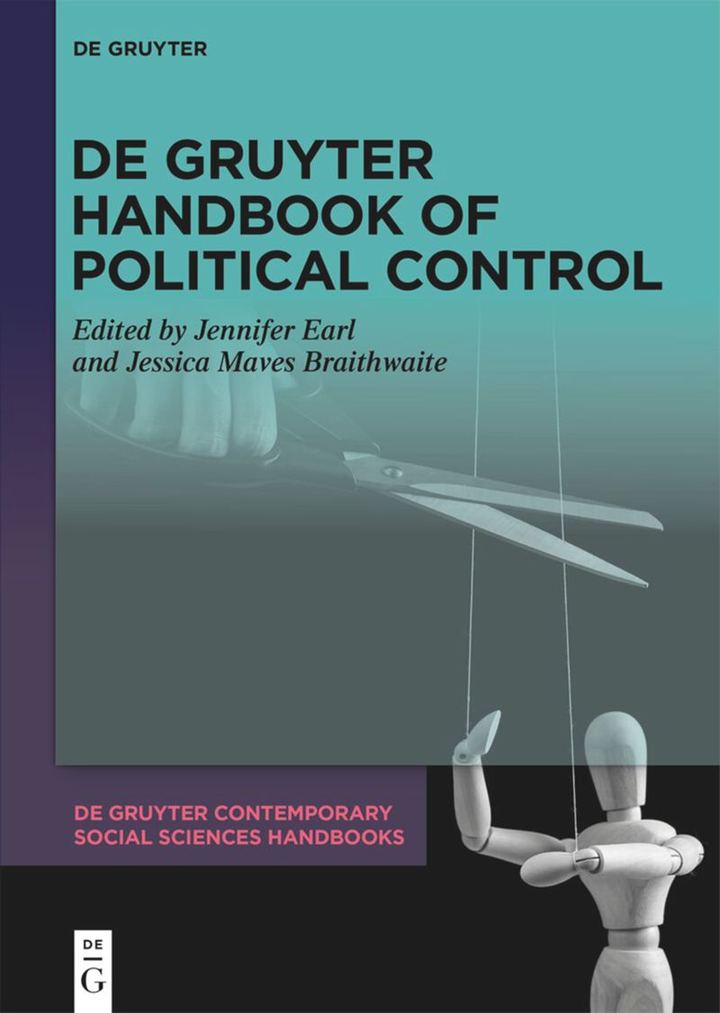 DE GRUYTER
DE GRUYTER
HANDBOOK OF
POLITICAL CONTROL
Edited by Jennifer Earl
and Jessica Maves Braithwaite
DE GRUYTER CONTEMPORARY
SOCIAL SCIENCES HANDBOOKS
DE
G